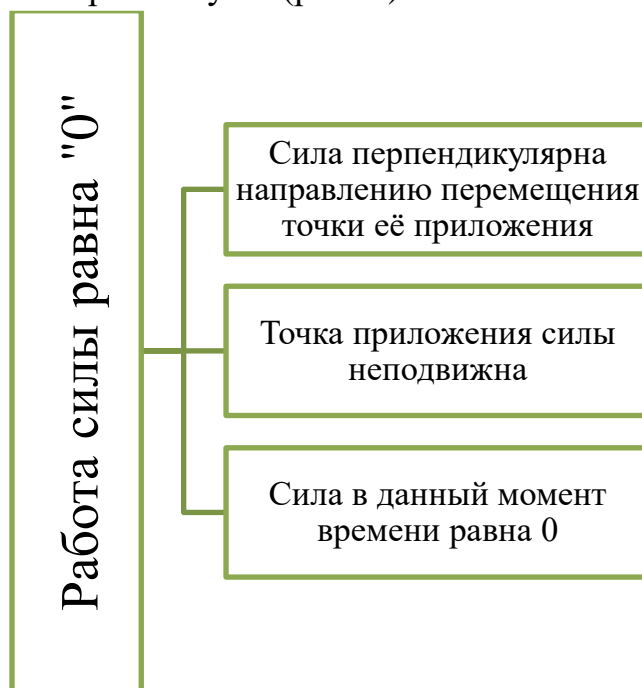 Работа силы равна "0"
Сила перпендикулярна
направлению перемещения
точки её приложения
Точка приложения силы
неподвижна
Сила в данный момент
времени равна 0